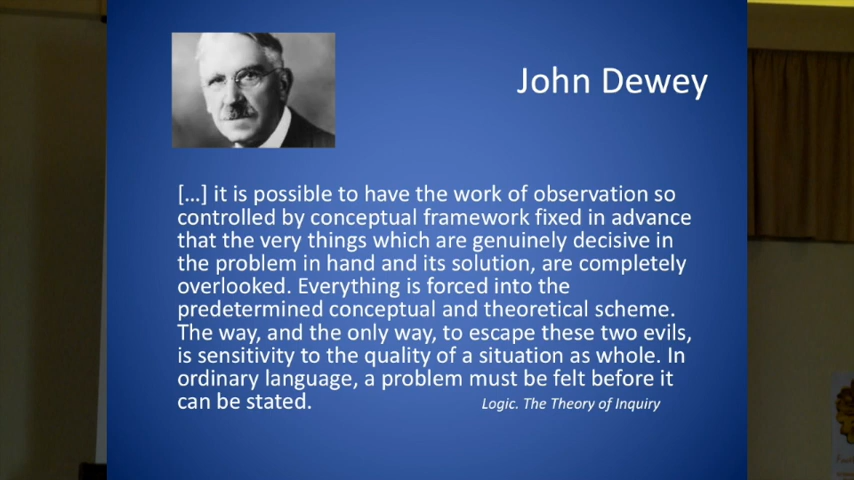 John Dewey
[...] it is possible to have the work of observation so
controlled by conceptual framework fixed in advance
that the very things which are genuinely decisive in
the problem in hand and its solution, are completely
overlooked. Everything is forced into the
predetermined conceptual and theoretical scheme.
The way, and the only way, to escape these two evils,
is sensitivity to the quality of a situation as whole. In
ordinary language, a problem must be felt before it
can be stated.
Logic. The Theory of Inquiry